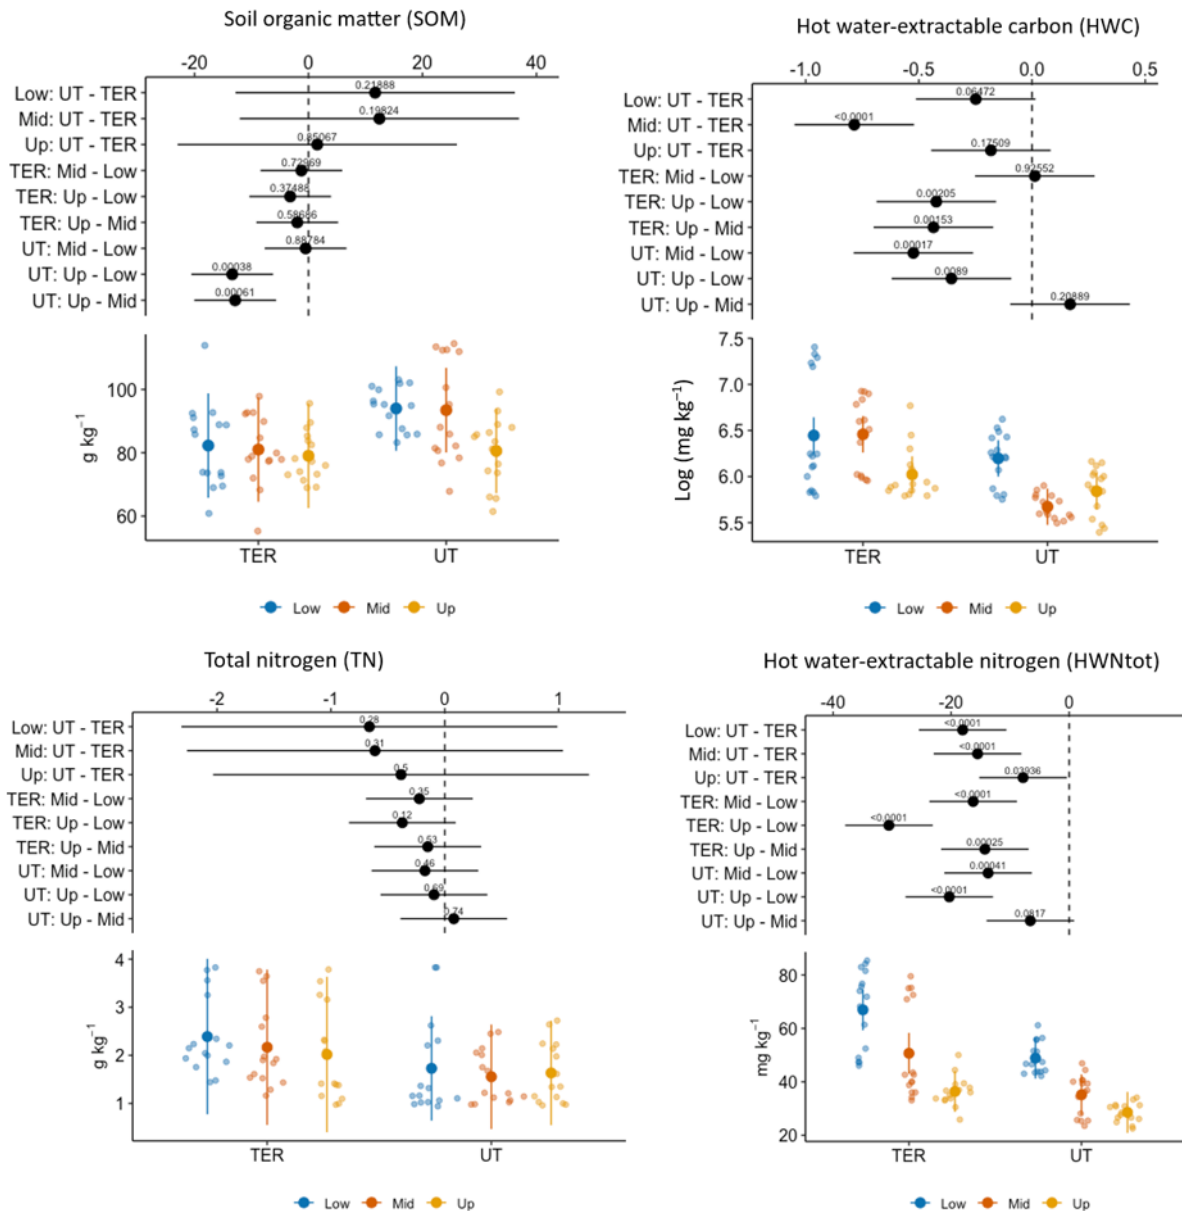 Soil organic matter (SOM)
-20 0 20 40
Low: UT - TER 0.21888
Mid: UT - TER 0.19824
Up: UT - TER 0.85067
TER: Mid - Low 0.72969
TER: Up - Low 0.37488
TER: Up - Mid 0.58686
UT: Mid - Low 0.88784
UT: Up - Low 0.00038
UT: Up - Mid 0.00061
100
80
60
g kg⁻¹
TER UT
Low Mid Up
Hot water-extractable carbon (HWC)
-1.0 -0.5 0.0 0.5
Low: UT - TER 0.06472
Mid: UT - TER <0.0001
Up: UT - TER 0.17509
TER: Mid - Low 0.92552
TER: Up - Low 0.00205
TER: Up - Mid 0.00153
UT: Mid - Low 0.00017
UT: Up - Low 0.0089
UT: Up - Mid 0.20889
7.5
7.0
6.5
6.0
5.5
Log (mg kg⁻¹)
TER UT
Low Mid Up
Total nitrogen (TN)
-2 -1 0 1
Low: UT - TER 0.28
Mid: UT - TER 0.31
Up: UT - TER 0.5
TER: Mid - Low 0.35
TER: Up - Low 0.12
TER: Up - Mid 0.53
UT: Mid - Low 0.46
UT: Up - Low 0.69
UT: Up - Mid 0.74
4
3
2
1
g kg⁻¹
TER UT
Low Mid Up
Hot water-extractable nitrogen (HWNtot)
-40 -20 0
Low: UT - TER <0.0001
Mid: UT - TER <0.0001
Up: UT - TER 0.03936
TER: Mid - Low <0.0001
TER: Up - Low <0.0001
TER: Up - Mid 0.00025
UT: Mid - Low 0.00041
UT: Up - Low <0.0001
UT: Up - Mid 0.0817
80
60
40
20
mg kg⁻¹
TER UT
Low Mid Up